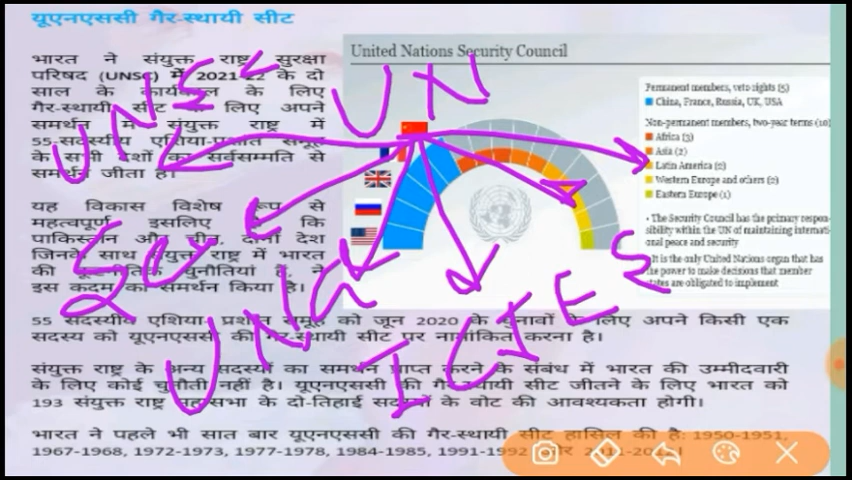 यूएनएससी गैर-स्थायी सीट
भारत ने संयुक्त राष्ट्र सुरक्षा
परिषद (UNSC) में 2021-22 के दो
साल के कार्यकाल के लिए
गैर-स्थायी सीट के लिए अपने
समर्थन में संयुक्त राष्ट्र में
55-सदस्यीय एशिया-प्रशांत समूह
के सभी देशों का सर्वसम्मति से
समर्थन जीता है।
यह विकास विशेष रूप से
महत्वपूर्ण इसलिए है कि
पाकिस्तान और चीन, दोनों देश
जिनके साथ संयुक्त राष्ट्र में भारत
की चुनौतियां हैं, ने
इस कदम का समर्थन किया है।
United Nations Security Council
Permanent members, veto rights (5)
China, France, Russia, UK, USA
Non-permanent members, two-year terms (10)
Africa (3)
Asia (2)
Latin America (2)
Western Europe and others (2)
Eastern Europe (1)
• The Security Council has the primary respon-
sibility within the UN of maintaining internati-
onal peace and security
It is the only United Nations organ that has
the power to make decisions that member
states are obligated to implement
55 सदस्यीय एशिया- प्रशांत समूह को जून 2020 के चुनावों के लिए अपने किसी एक
सदस्य को यूएनएससी की गैर-स्थायी सीट पर नामांकित करना है।
संयुक्त राष्ट्र के अन्य सदस्यों का समर्थन प्राप्त करने के संबंध में भारत की उम्मीदवारी
के लिए कोई चुनौती नहीं है। यूएनएससी की गैर-स्थायी सीट जीतने के लिए भारत को
193 संयुक्त राष्ट्र महासभा के दो-तिहाई सदस्यों के वोट की आवश्यकता होगी।
भारत ने पहले भी सात बार यूएनएससी की गैर-स्थायी सीट हासिल की है: 1950-1951,
1967-1968, 1972-1973, 1977-1978, 1984-1985, 1991-1992 और 2011-2012।
UN
UNSC
UNG